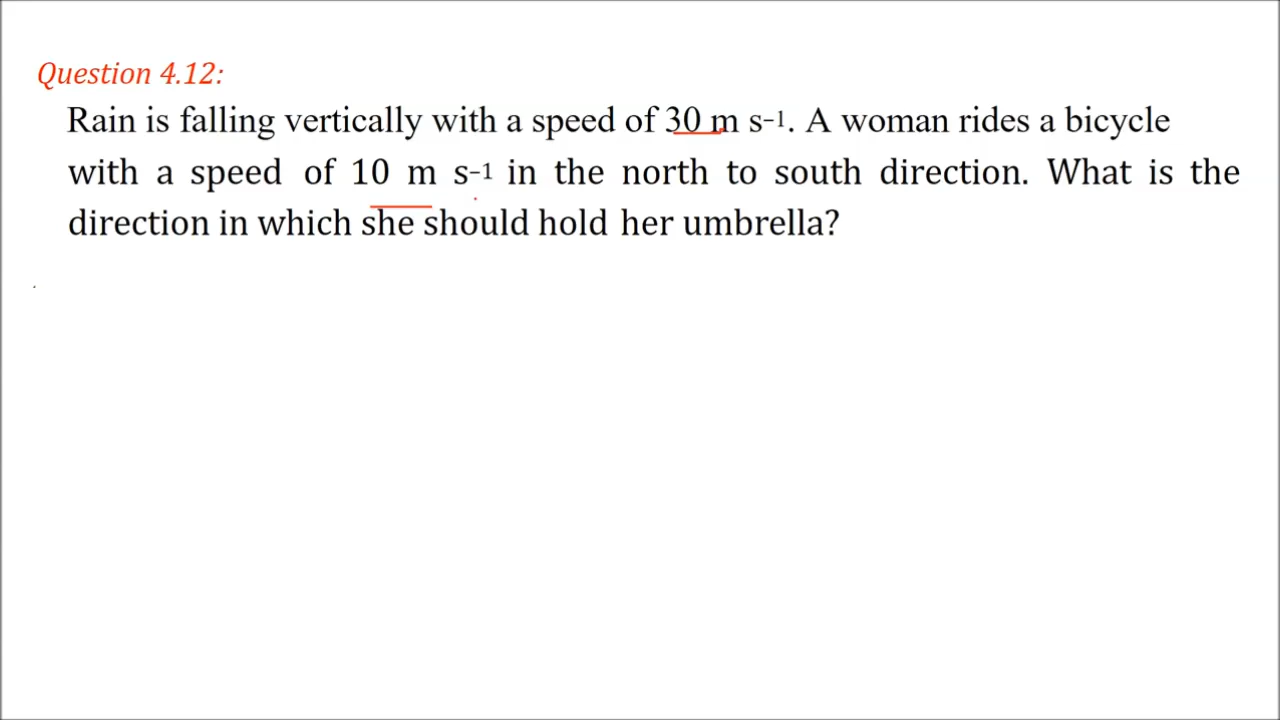 Question 4.12:
Rain is falling vertically with a speed of 30 m s–1. A woman rides a bicycle
with a speed of 10 m s–1 in the north to south direction. What is the
direction in which she should hold her umbrella?